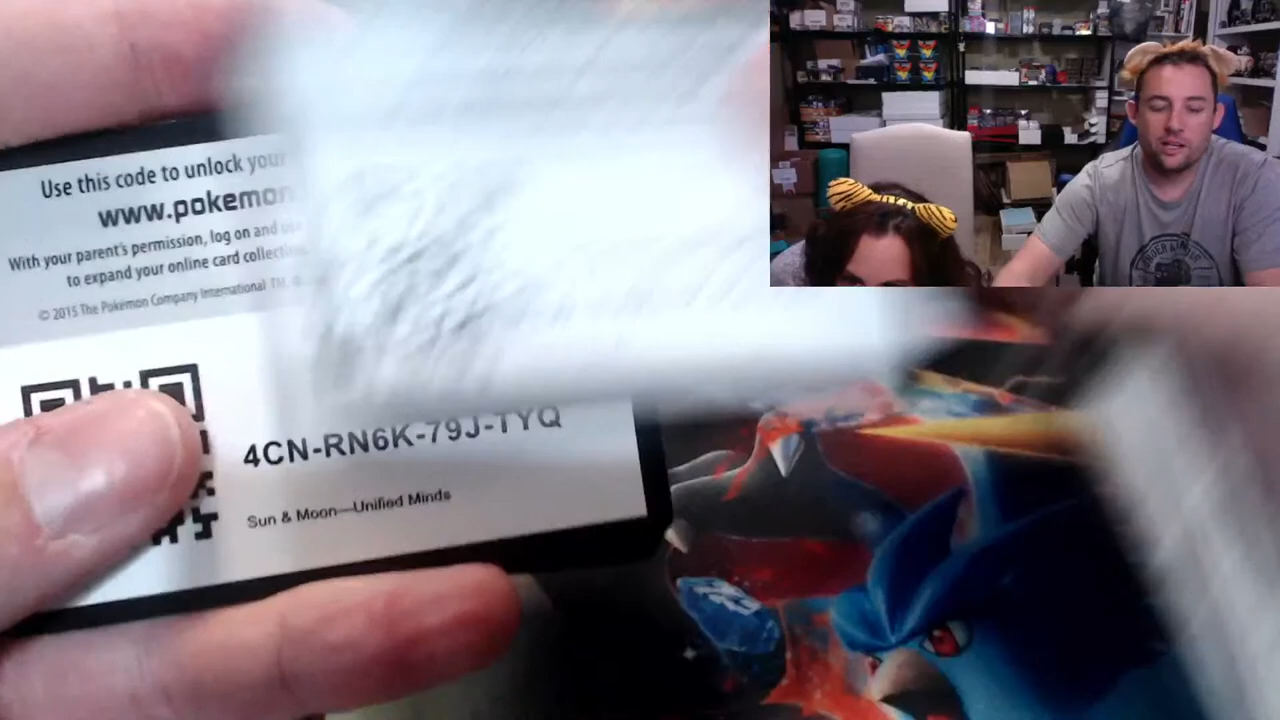 Use this code to unlock your
www.pokemon
With your parent's permission, log on and use
to expand your online card
© 2015 The Pokémon Company International
4CN-RN6K-79J-TYQ
Sun & Moon—Unified Minds